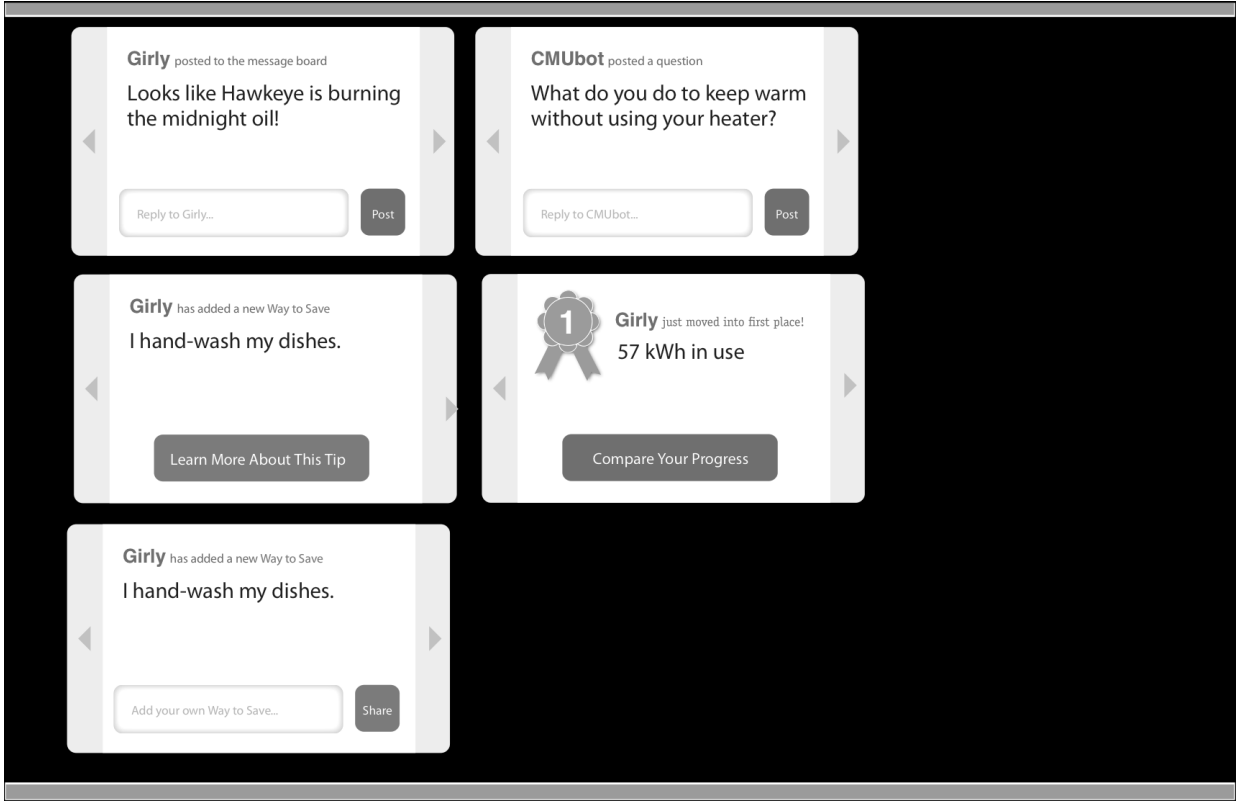 Girly posted to the message board
Looks like Hawkeye is burning
the midnight oil!
Reply to Girly...
Post
CMUbot posted a question
What do you do to keep warm
without using your heater?
Reply to CMUbot...
Post
Girly has added a new Way to Save
I hand-wash my dishes.
Learn More About This Tip
1
Girly just moved into first place!
57 kWh in use
Compare Your Progress
Girly has added a new Way to Save
I hand-wash my dishes.
Add your own Way to Save...
Share